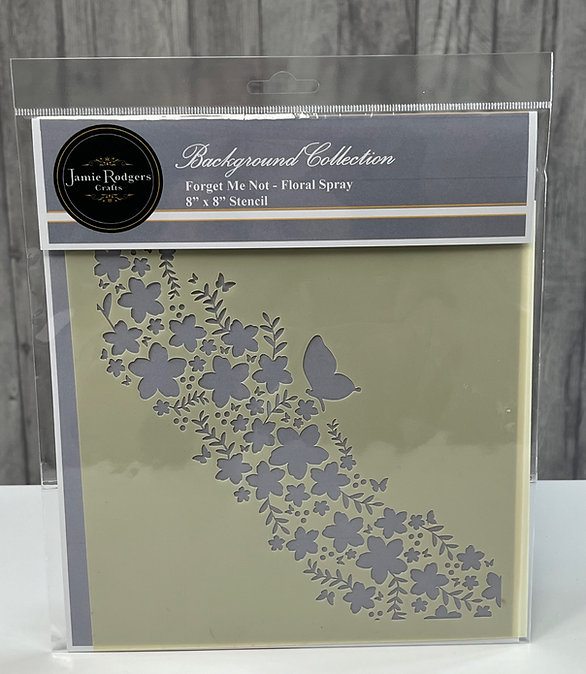 Jamie Rodgers
Crafts
Background Collection
Forget Me Not - Floral Spray
8” x 8” Stencil